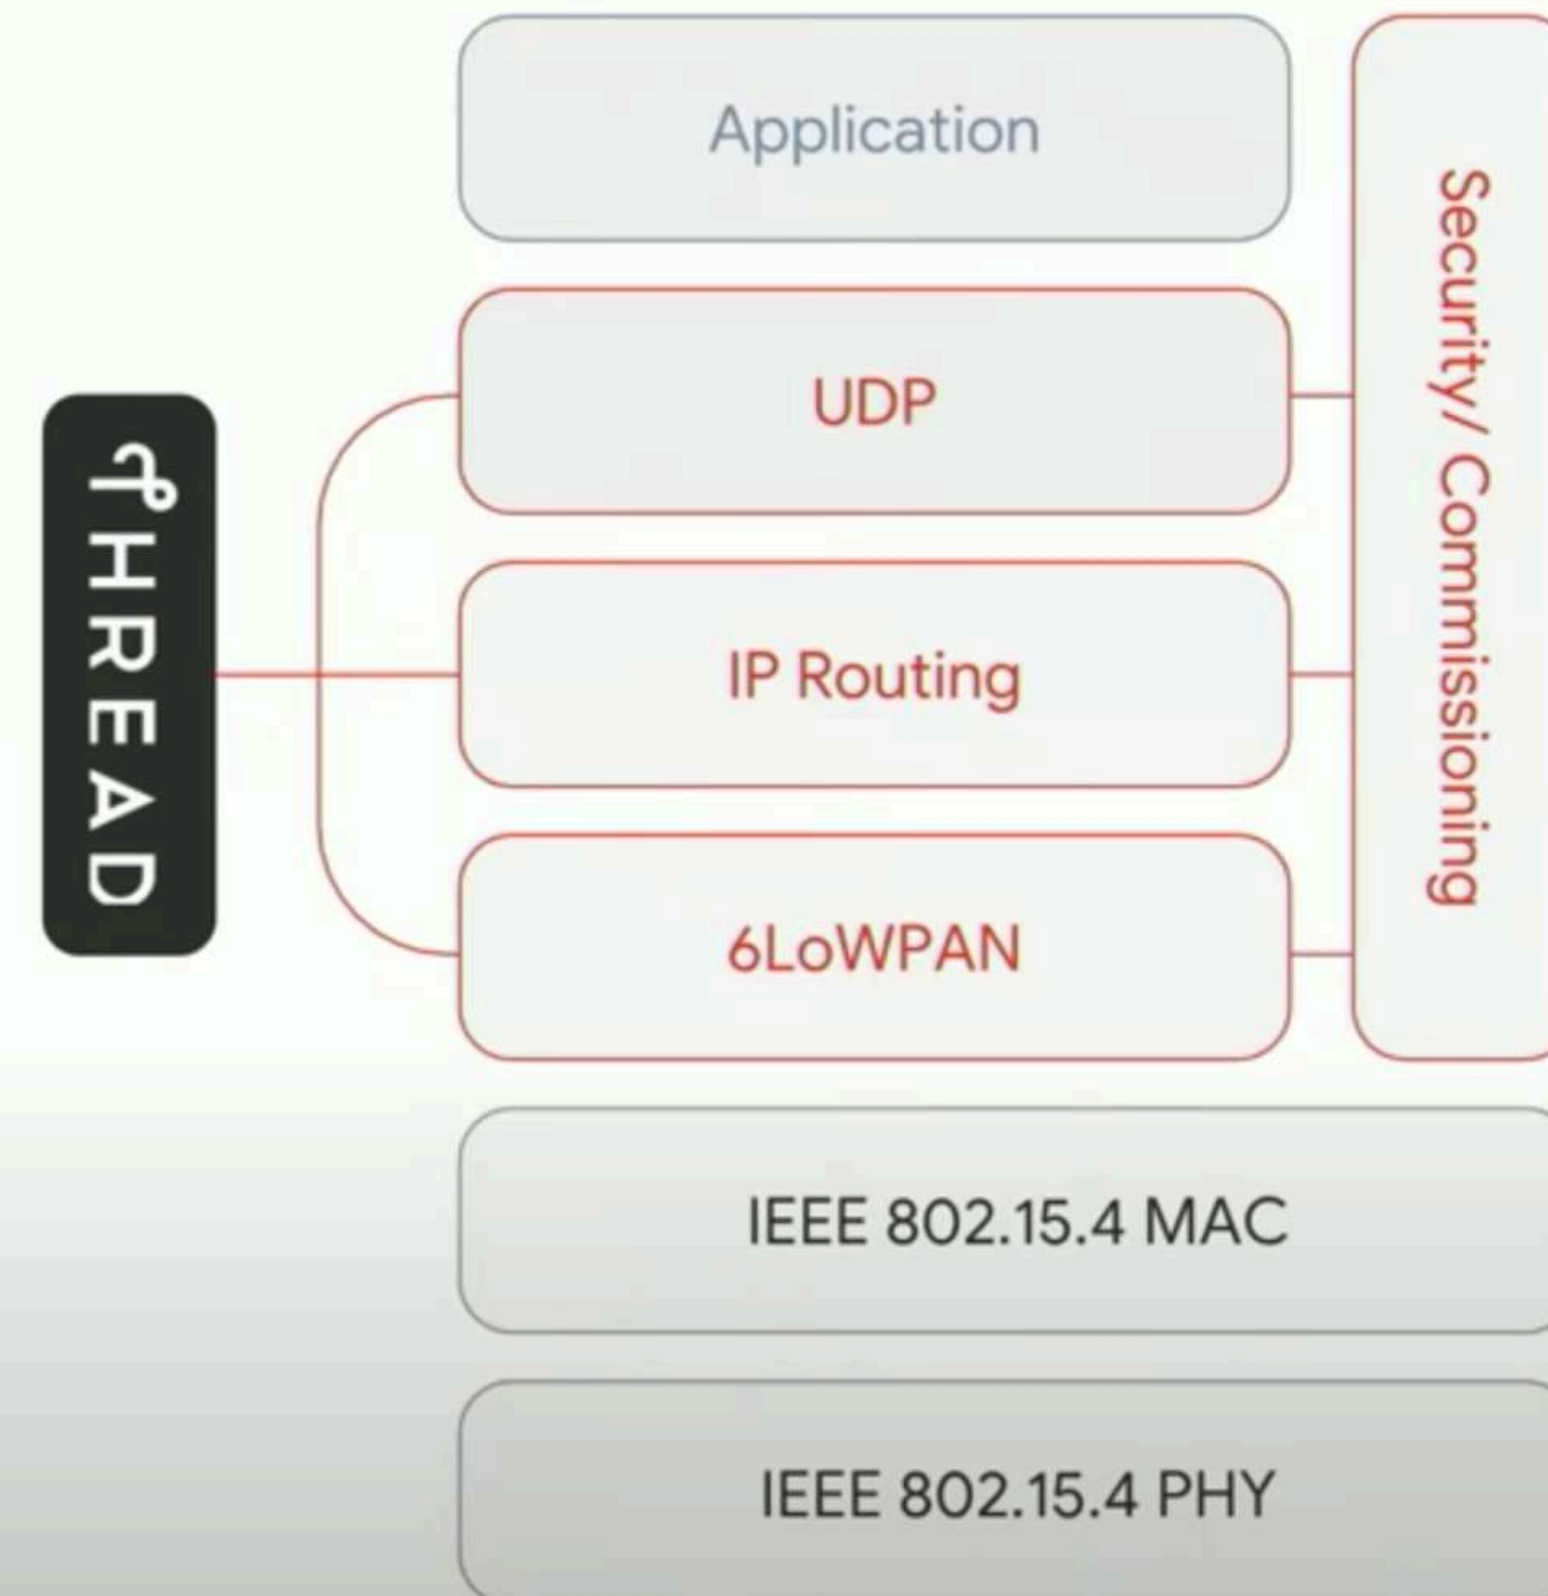 Application
UDP
IP Routing
6LoWPAN
IEEE 802.15.4 MAC
IEEE 802.15.4 PHY
THREAD
Security/ Commissioning